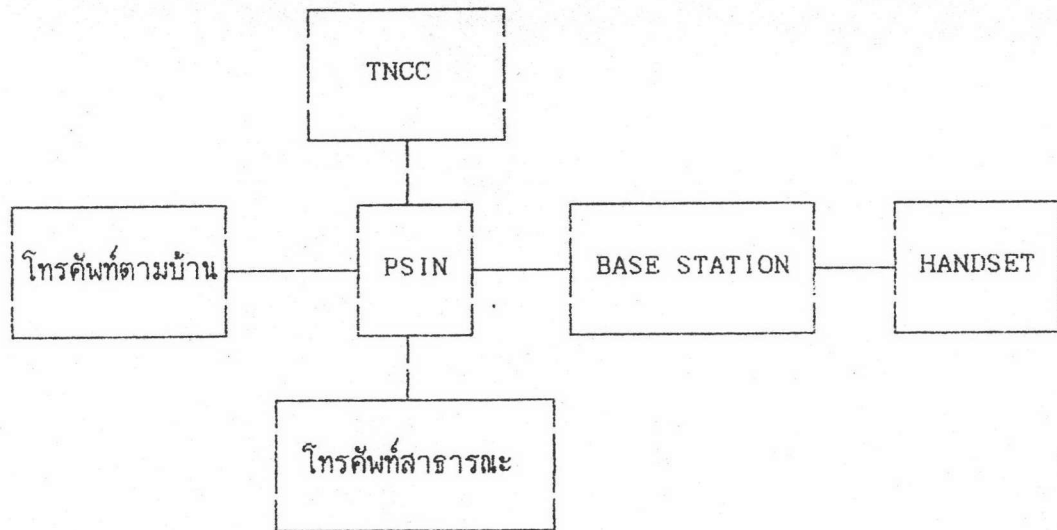 TNCC
โทรศัพท์ตามบ้าน
PSIN
BASE STATION
HANDSET
โทรศัพท์สาธารณะ